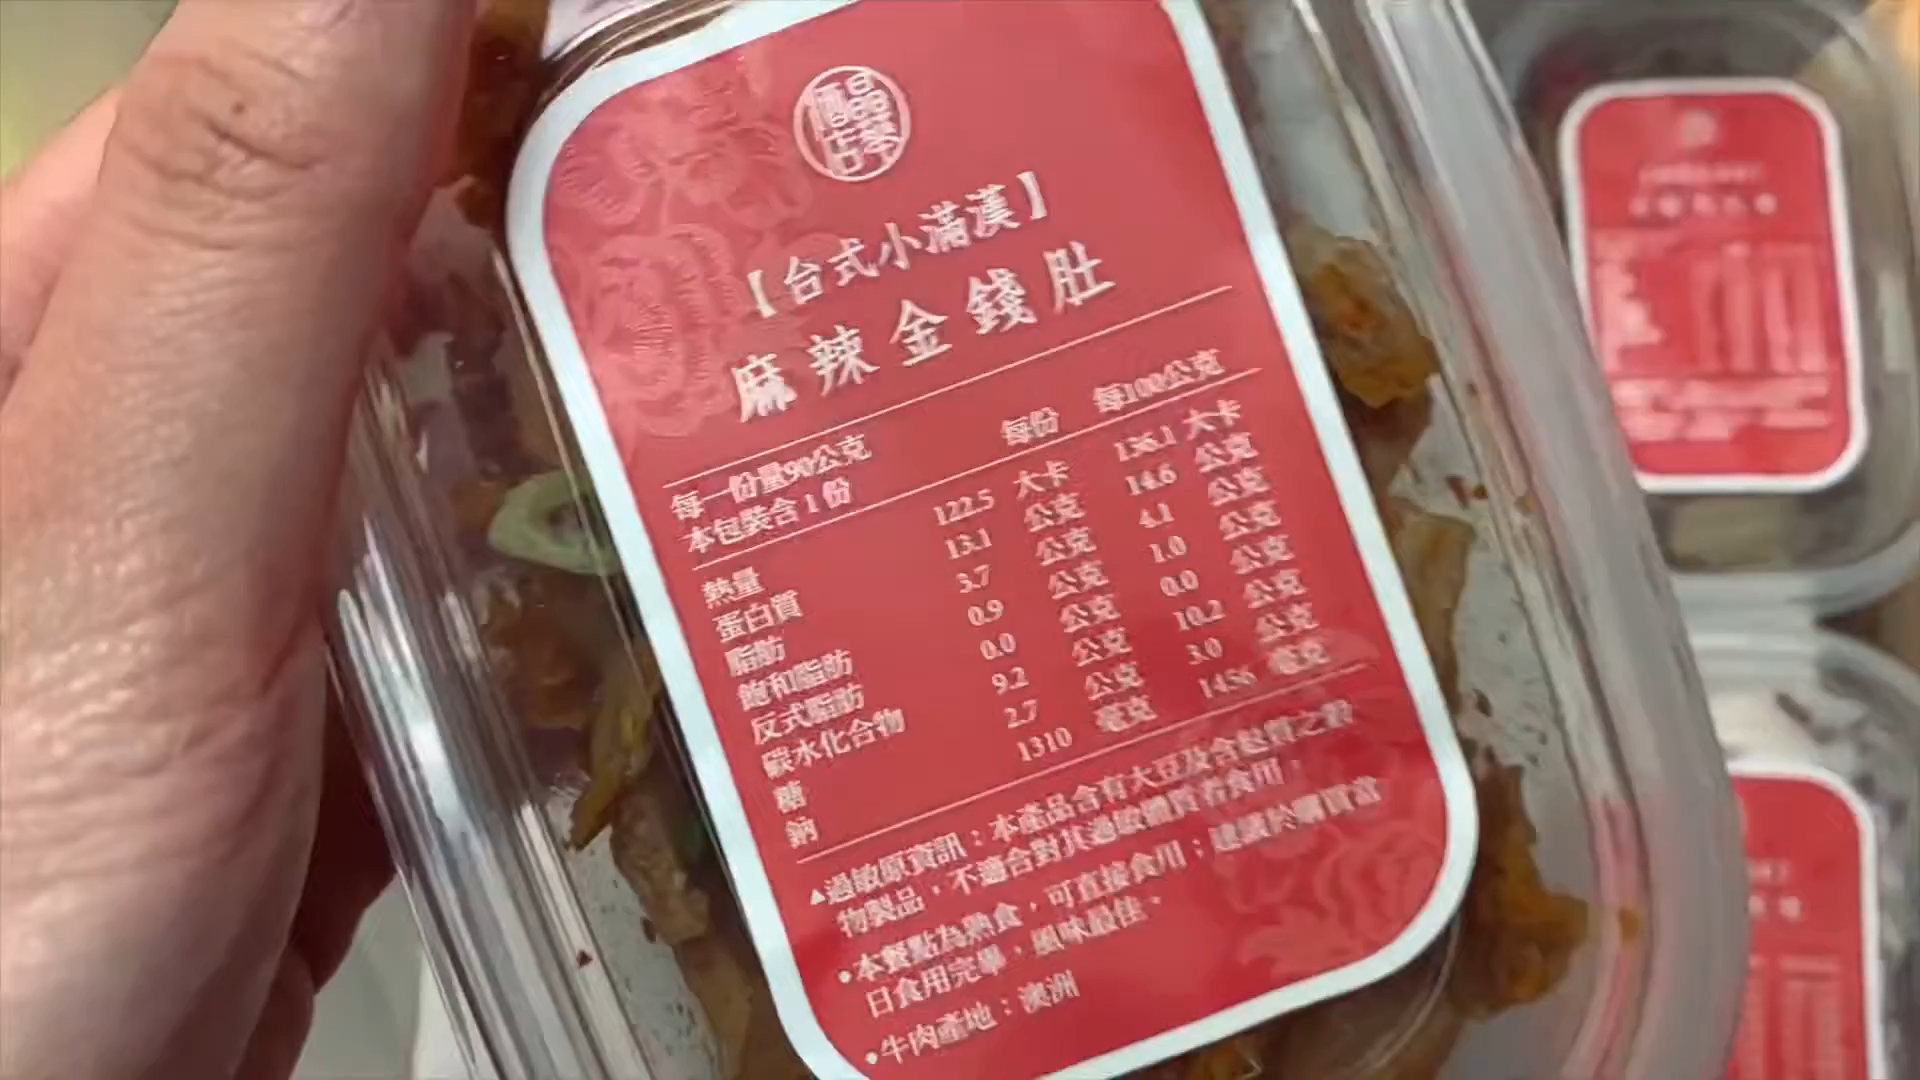 晶華
酒店
【台式小滿漢】
麻辣金錢肚
每一份量90公克
本包裝含1份
每份 每100公克
熱量 122.5 大卡 136.1 大卡
蛋白質 13.1 公克 14.6 公克
脂肪 3.7 公克 4.1 公克
飽和脂肪 0.9 公克 1.0 公克
反式脂肪 0.0 公克 0.0 公克
碳水化合物 9.2 公克 10.2 公克
糖 2.7 公克 3.0 公克
鈉 1310 毫克 1456 毫克
▲過敏原資訊：本產品含有大豆及含麩質之穀
物製品，不適合對其過敏體質者食用。
•本餐點為熟食，可直接食用；建議於購買當
日食用完畢，風味最佳。
•牛肉產地：澳洲